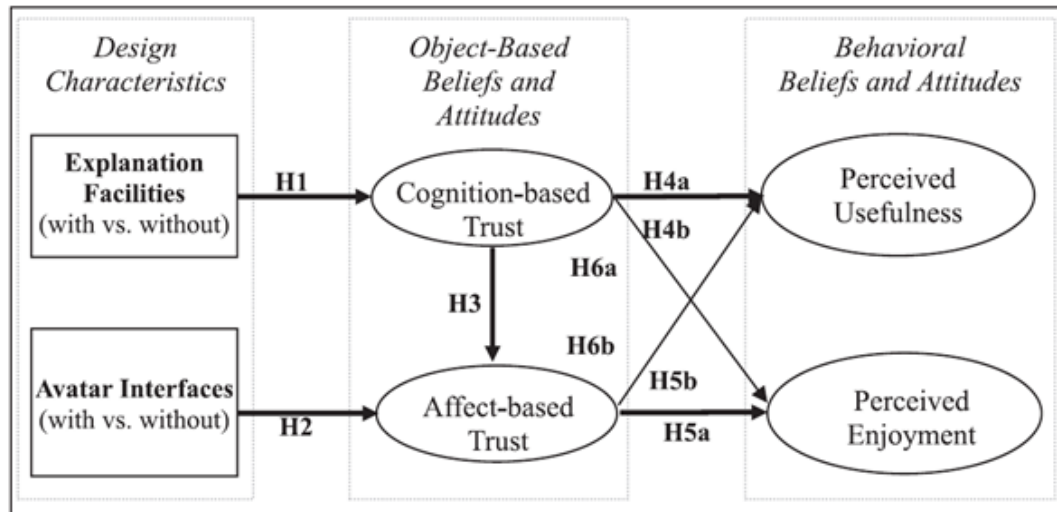 Design
Characteristics
Object-Based
Beliefs and
Attitudes
Behavioral
Beliefs and Attitudes
Explanation
Facilities
(with vs. without)
H1
Cognition-based
Trust
H4a
H4b
Perceived
Usefulness
H6a
H3
H6b
Avatar Interfaces
(with vs. without)
H2
Affect-based
Trust
H5b
H5a
Perceived
Enjoyment